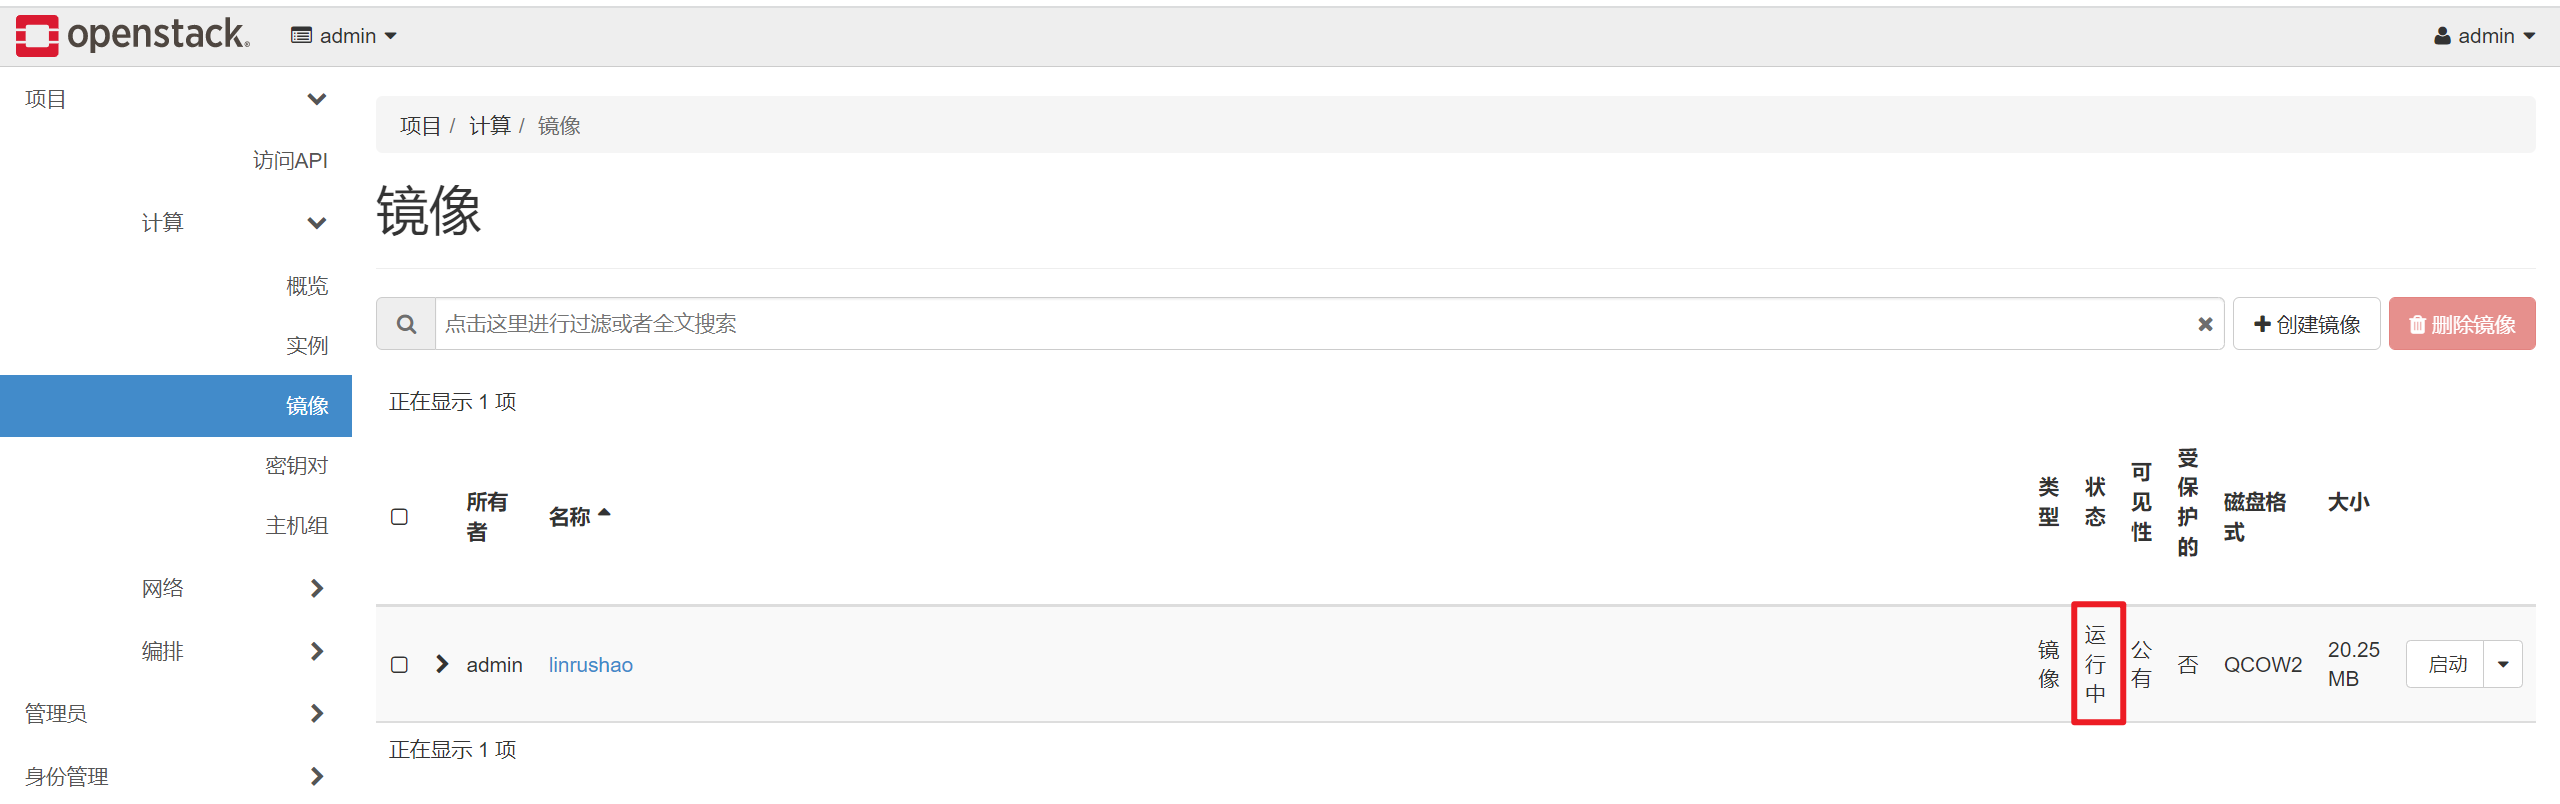 openstack. admin admin
项目
访问API
计算
概览
实例
镜像
密钥对
主机组
网络
编排
管理员
身份管理
项目 / 计算 / 镜像
镜像
点击这里进行过滤或者全文搜索
创建镜像
删除镜像
正在显示 1 项
所有者 名称 类型 状态 可见性 受保护的 磁盘格式 大小
admin linrushao 镜像 运行中 公有 否 QCOW2 20.25 MB 启动
正在显示 1 项